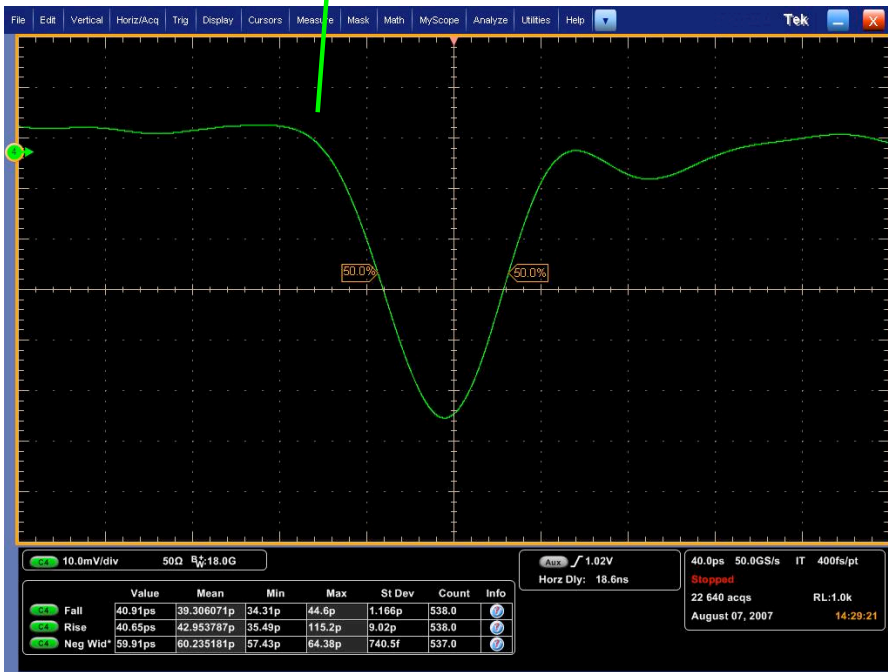 File Edit Vertical Horiz/Acq Trig Display Cursors Measure Mask Math MyScope Analyze Utilities Help Tek X
4
50.0% 50.0%
C4 10.0mV/div 50Ω BW:18.0G
Aux 1.02V
Horz Dly: 18.6ns
40.0ps 50.0GS/s IT 400fs/pt
Stopped
22 640 acqs RL:1.0k
August 07, 2007 14:29:21
Value Mean Min Max St Dev Count Info
C4 Fall 40.91ps 39.306071p 34.31p 44.6p 1.166p 538.0
C4 Rise 40.65ps 42.953787p 35.49p 115.2p 9.02p 538.0
C4 Neg Wid* 59.91ps 60.235181p 57.43p 64.38p 740.5f 537.0